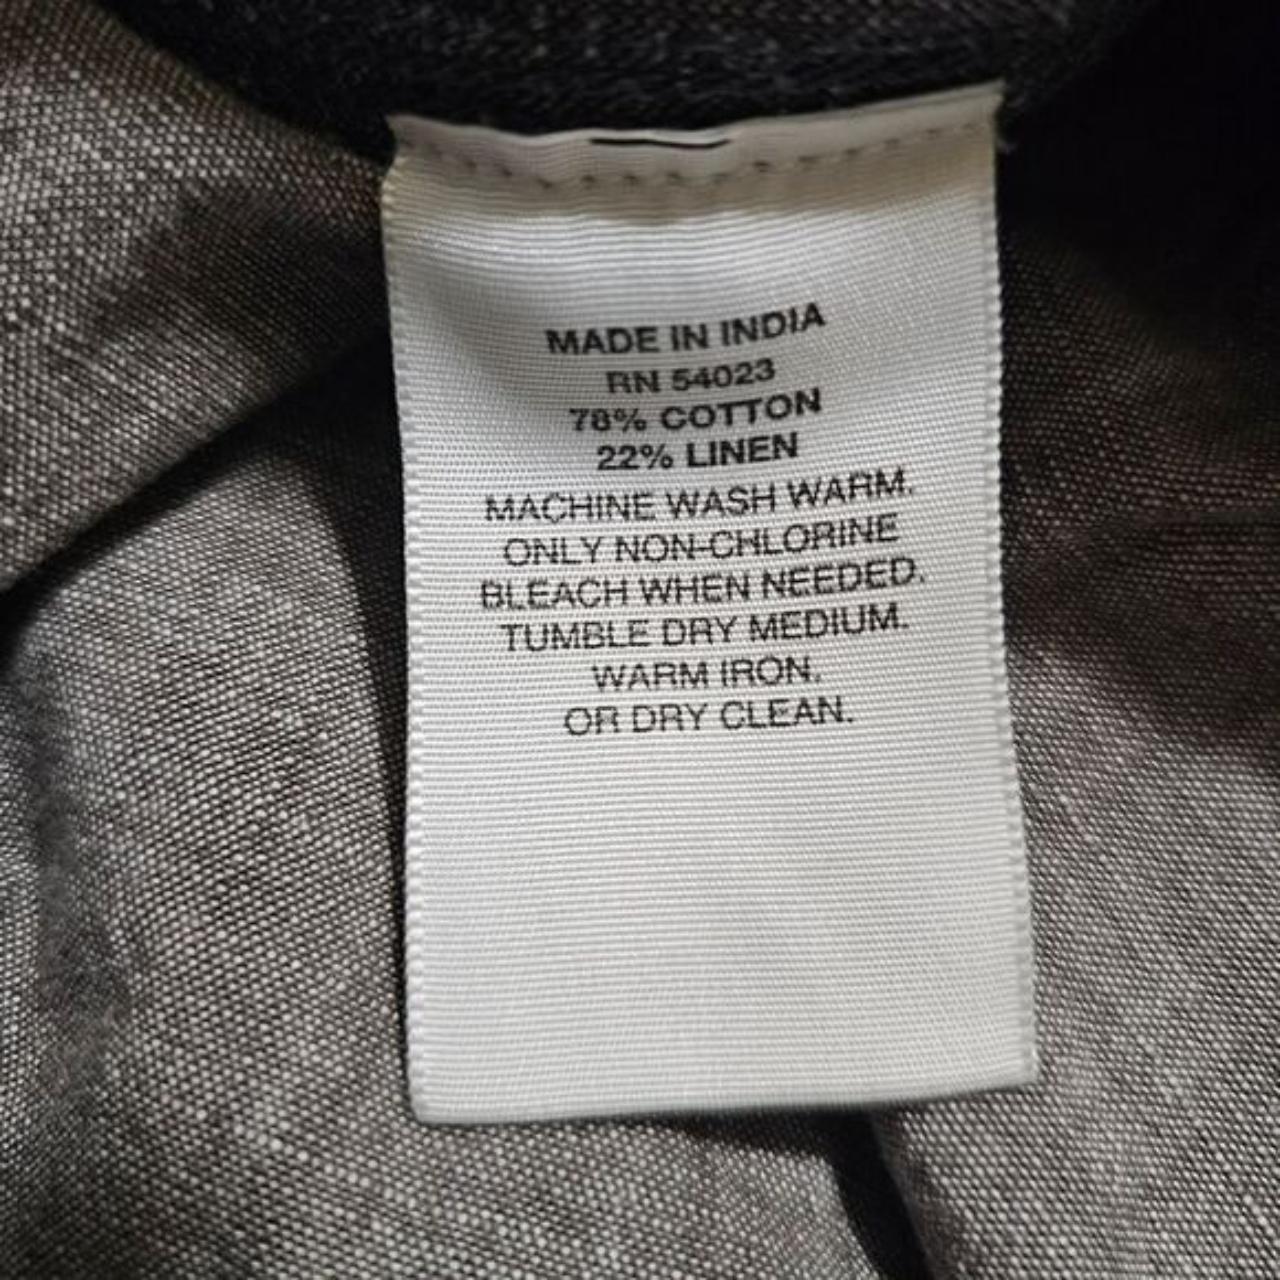 MADE IN INDIA
RN 54023
78% COTTON
22% LINEN
MACHINE WASH WARM.
ONLY NON-CHLORINE
BLEACH WHEN NEEDED.
TUMBLE DRY MEDIUM.
WARM IRON.
OR DRY CLEAN.